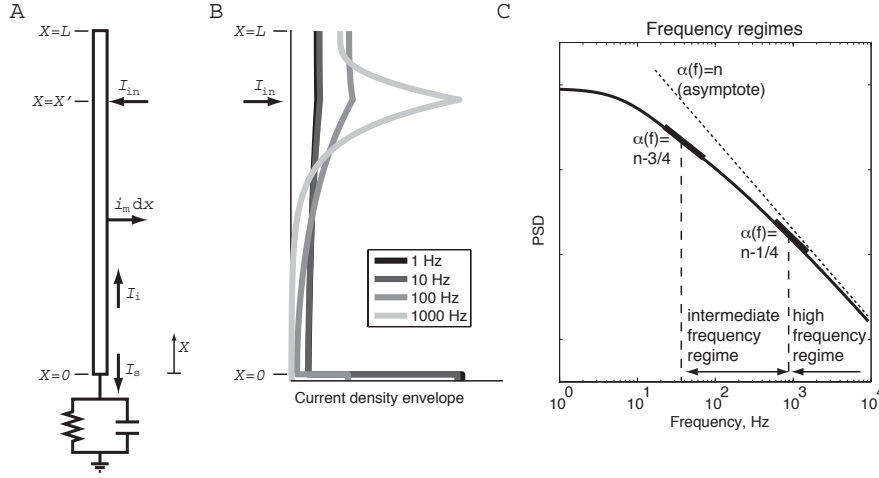 A
X=L
X=X'
I_in
i_m dx
I_i
X
X=0
I_s
B
X=L
I_in
1 Hz
10 Hz
100 Hz
1000 Hz
X=0
Current density envelope
C
Frequency regimes
α(f)=n
(asymptote)
α(f)=
n-3/4
α(f)=
n-1/4
PSD
intermediate
frequency
regime
high
frequency
regime
10^0
10^1
10^2
10^3
10^4
Frequency, Hz